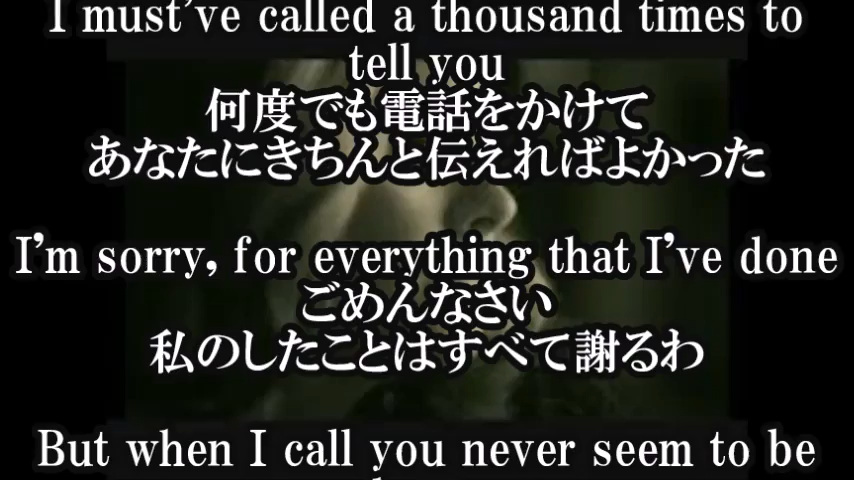 I must've called a thousand times to
tell you
何度でも電話をかけて
あなたにきちんと伝えればよかった
I'm sorry, for everything that I've done
ごめんなさい
私のしたことはすべて謝るわ
But when I call you never seem to be